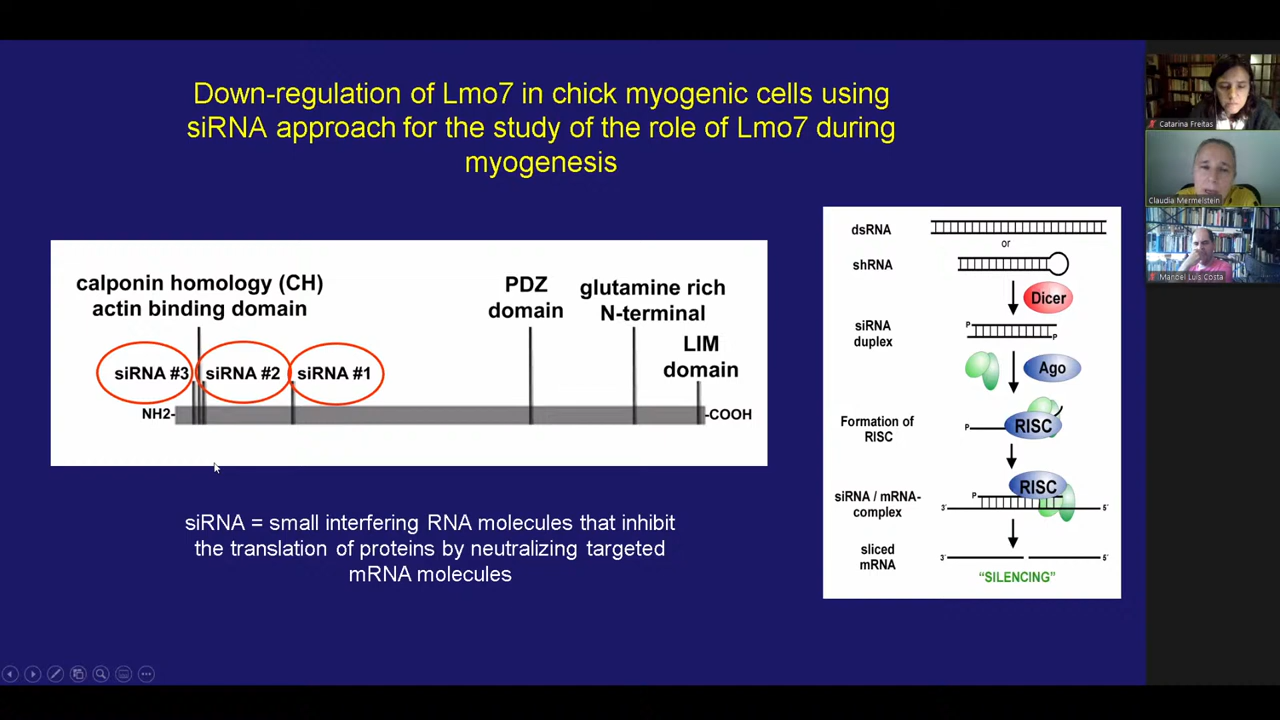 Down-regulation of Lmo7 in chick myogenic cells using
siRNA approach for the study of the role of Lmo7 during
myogenesis
calponin homology (CH)
actin binding domain
PDZ
domain
glutamine rich
N-terminal
LIM
domain
siRNA #3
siRNA #2
siRNA #1
NH2-
-COOH
siRNA = small interfering RNA molecules that inhibit
the translation of proteins by neutralizing targeted
mRNA molecules
dsRNA
or
shRNA
Dicer
siRNA
duplex
P
P
Ago
Formation of
RISC
P
RISC
siRNA / mRNA-
complex
P
RISC
3´
5´
sliced
mRNA
3´
5´
“SILENCING”
Catarina Freitas
Claudia Mermelstein
Manoel Luis Costa